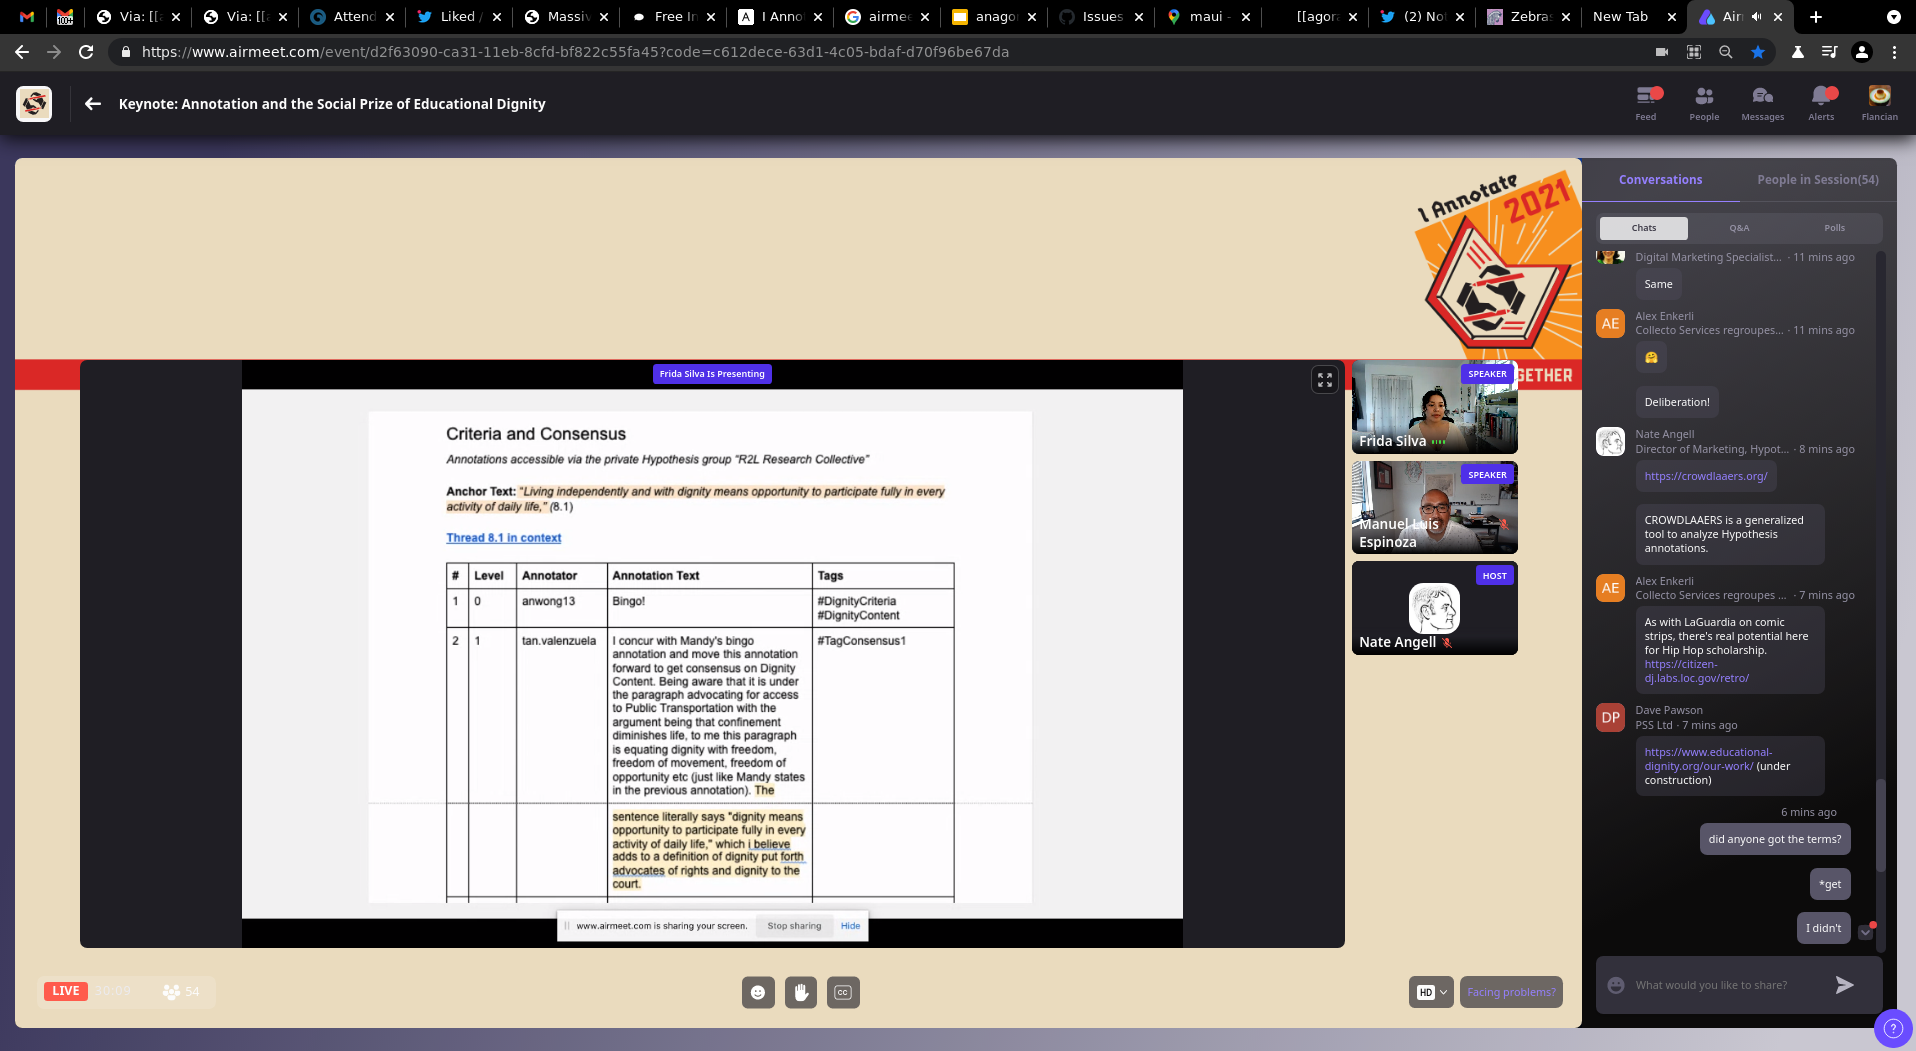 Via: [[a
Via: [[a
Attend
Liked /
Massiv
Free In
I Anno
airmee
anagor
Issues
maui -
[[agora
(2) No
Zebra
New Tab
Air
https://www.airmeet.com/event/d2f63090-ca31-11eb-8cfd-bf822c55fa45?code=c612dece-63d1-4c05-bdaf-d70f96be67da
Keynote: Annotation and the Social Prize of Educational Dignity
Feed
People
Messages
Alerts
Flancian
I Annotate
2021
GETHER
Frida Silva Is Presenting
Criteria and Consensus
Annotations accessible via the private Hypothesis group "R2L Research Collective"
Anchor Text: "Living independently and with dignity means opportunity to participate fully in every
activity of daily life," (8.1)
Thread 8.1 in context
# Level Annotator Annotation Text Tags
1 0 anwong13 Bingo! #DignityCriteria
#DignityContent
2 1 tan.valenzuela I concur with Mandy's bingo #TagConsensus1
annotation and move this annotation
forward to get consensus on Dignity
Content. Being aware that it is under
the paragraph advocating for access
to Public Transportation with the
argument being that confinement
diminishes life, to me this paragraph
is equating dignity with freedom,
freedom of movement, freedom of
opportunity etc (just like Mandy states
in the previous annotation). The
sentence literally says "dignity means
opportunity to participate fully in every
activity of daily life," which i believe
adds to a definition of dignity put forth
advocates of rights and dignity to the
court.
www.airmeet.com is sharing your screen. Stop sharing Hide
SPEAKER
Frida Silva
SPEAKER
Manuel Luis
Espinoza
HOST
Nate Angell
LIVE 30:09 54
CC
HD
Facing problems?
Conversations People in Session(54)
Chats Q&A Polls
Digital Marketing Specialist... · 11 mins ago
Same
AE
Alex Enkerli
Collecto Services regroupes... · 11 mins ago
Deliberation!
Nate Angell
Director of Marketing, Hypot... · 8 mins ago
https://crowdlaaers.org/
CROWDLAAERS is a generalized
tool to analyze Hypothesis
annotations.
AE
Alex Enkerli
Collecto Services regroupes ... · 7 mins ago
As with LaGuardia on comic
strips, there's real potential here
for Hip Hop scholarship.
https://citizen-
dj.labs.loc.gov/retro/
DP
Dave Pawson
PSS Ltd · 7 mins ago
https://www.educational-
dignity.org/our-work/ (under
construction)
6 mins ago
did anyone got the terms?
*get
I didn't
What would you like to share?